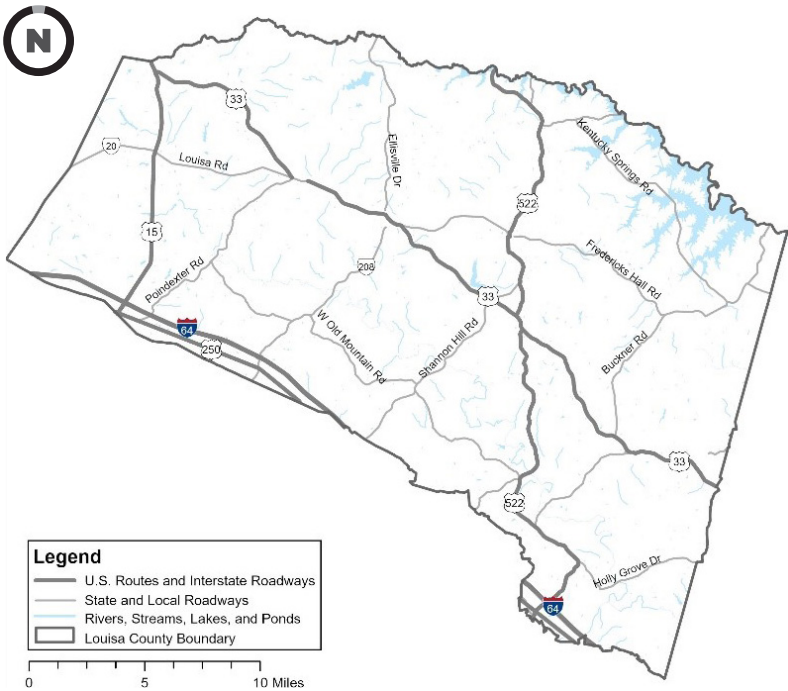 N
33
20
Louisa Rd
Ellisville Dr
Kentucky Springs Rd
522
15
208
Poindexter Rd
Fredericks Hall Rd
33
64
250
W Old Mountain Rd
Shannon Hill Rd
Buckner Rd
33
522
Holly Grove Dr
64
Legend
U.S. Routes and Interstate Roadways
State and Local Roadways
Rivers, Streams, Lakes, and Ponds
Louisa County Boundary
0 5 10 Miles